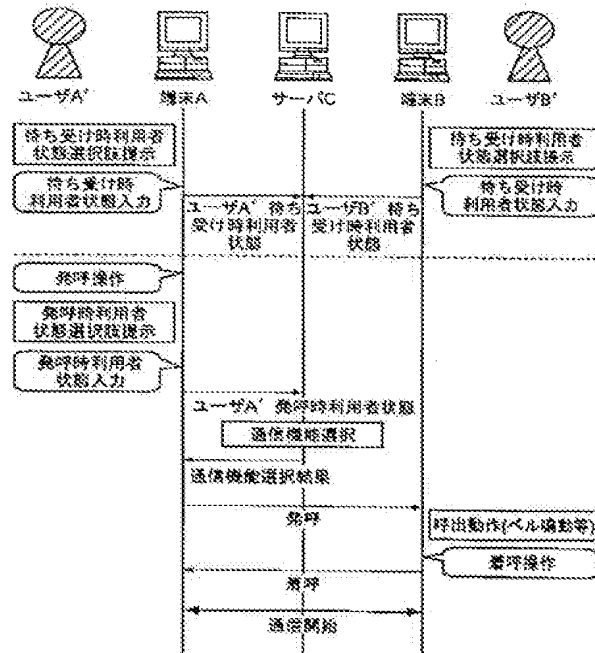 ユーザA'
端末A
サーバC
端末B
ユーザB'
待ち受け時利用者
状態選択肢提示
待ち受け時利用者
状態選択肢提示
待ち受け時
利用者状態入力
待ち受け時
利用者状態入力
ユーザA' 待ち
受け時利用者
状態
ユーザB' 待ち
受け時利用者
状態
発呼操作
発呼時利用者
状態選択肢提示
発呼時利用者
状態入力
ユーザA' 発呼時利用者状態
通信機能選択
通信機能選択結果
発呼
呼出動作(ベル鳴動等)
着呼操作
着呼
通信開始